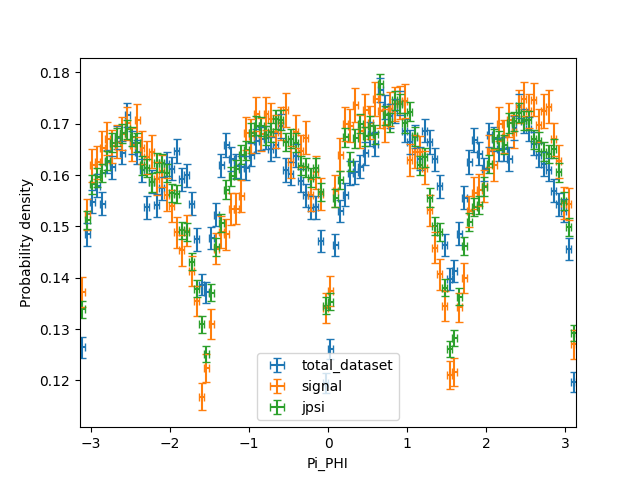 0.18
0.17
0.16
0.15
0.14
0.13
0.12
Probability density
−3
−2
−1
0
1
2
3
Pi_PHI
total_dataset
signal
jpsi